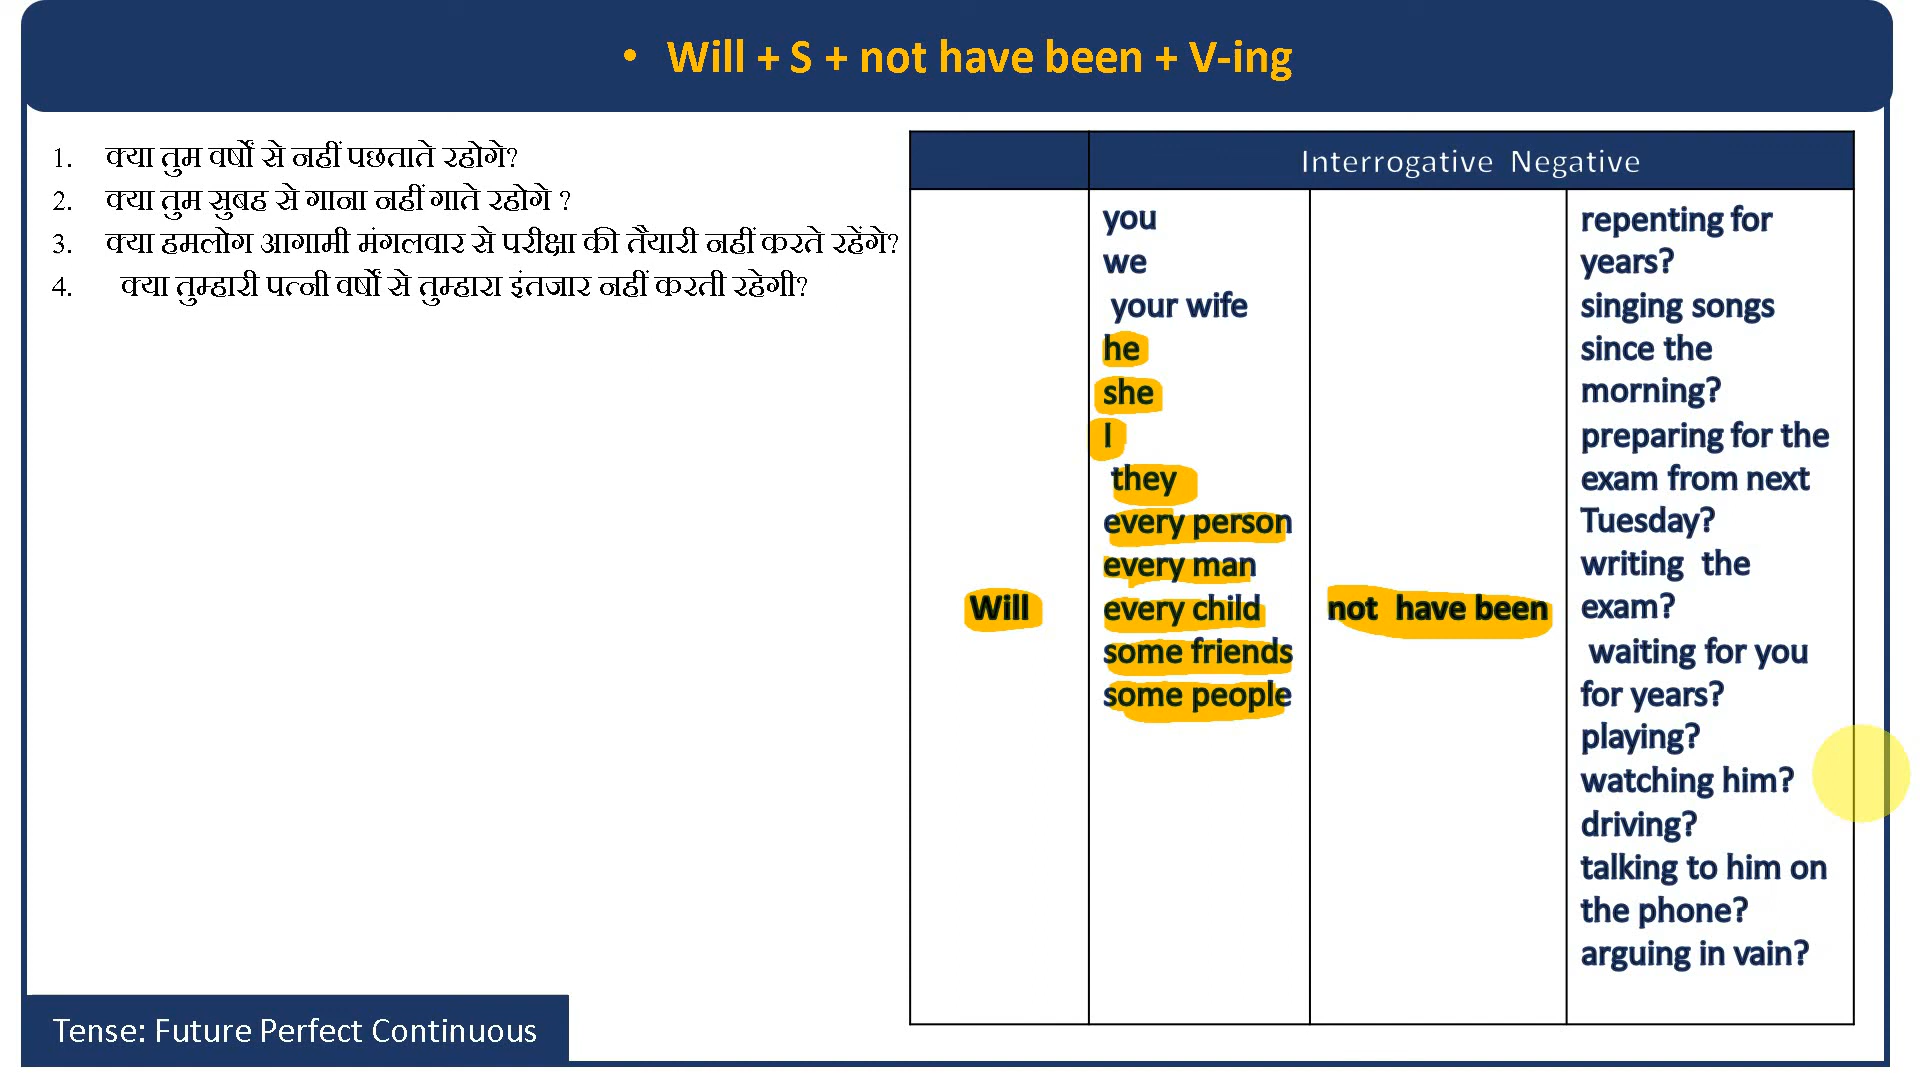 • Will + S + not have been + V-ing
1. क्या तुम वर्षों से नहीं पछताते रहोगे?
2. क्या तुम सुबह से गाना नहीं गाते रहोगे ?
3. क्या हमलोग आगामी मंगलवार से परीक्षा की तैयारी नहीं करते रहेंगे?
4. क्या तुम्हारी पत्नी वर्षों से तुम्हारा इंतजार नहीं करती रहेगी?
Interrogative Negative
Will
you
we
your wife
he
she
I
they
every person
every man
every child
some friends
some people
not have been
repenting for
years?
singing songs
since the
morning?
preparing for the
exam from next
Tuesday?
writing the
exam?
waiting for you
for years?
playing?
watching him?
driving?
talking to him on
the phone?
arguing in vain?
Tense: Future Perfect Continuous